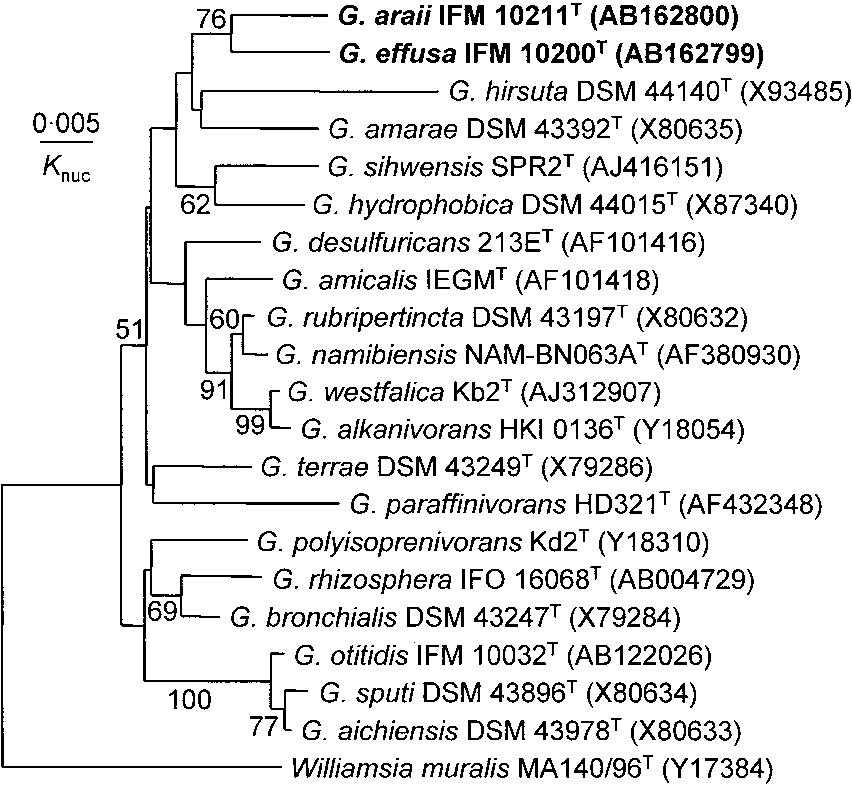 76
G. araii IFM 10211ᵀ (AB162800)
G. effusa IFM 10200ᵀ (AB162799)
G. hirsuta DSM 44140ᵀ (X93485)
0·005
Knuc
G. amarae DSM 43392ᵀ (X80635)
G. sihwensis SPR2ᵀ (AJ416151)
62
G. hydrophobica DSM 44015ᵀ (X87340)
G. desulfuricans 213Eᵀ (AF101416)
G. amicalis IEGMᵀ (AF101418)
51
60
G. rubripertincta DSM 43197ᵀ (X80632)
G. namibiensis NAM-BN063Aᵀ (AF380930)
91
G. westfalica Kb2ᵀ (AJ312907)
99
G. alkanivorans HKI 0136ᵀ (Y18054)
G. terrae DSM 43249ᵀ (X79286)
G. paraffinivorans HD321ᵀ (AF432348)
G. polyisoprenivorans Kd2ᵀ (Y18310)
G. rhizosphera IFO 16068ᵀ (AB004729)
69
G. bronchialis DSM 43247ᵀ (X79284)
G. otitidis IFM 10032ᵀ (AB122026)
100
G. sputi DSM 43896ᵀ (X80634)
77
G. aichiensis DSM 43978ᵀ (X80633)
Williamsia muralis MA140/96ᵀ (Y17384)